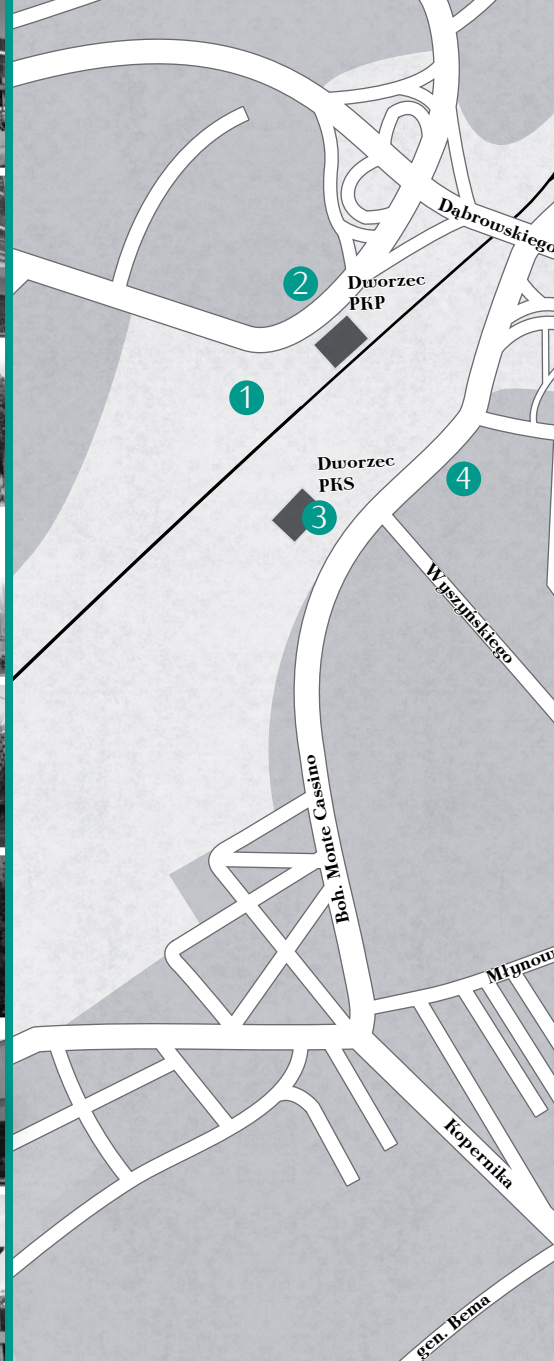 Dąbrowskiego
2
Dworzec
PKP
1
Dworzec
PKS
4
3
Wyszyńskiego
Boh. Monte Cassino
Młynow
Kopernika
gen. Bema